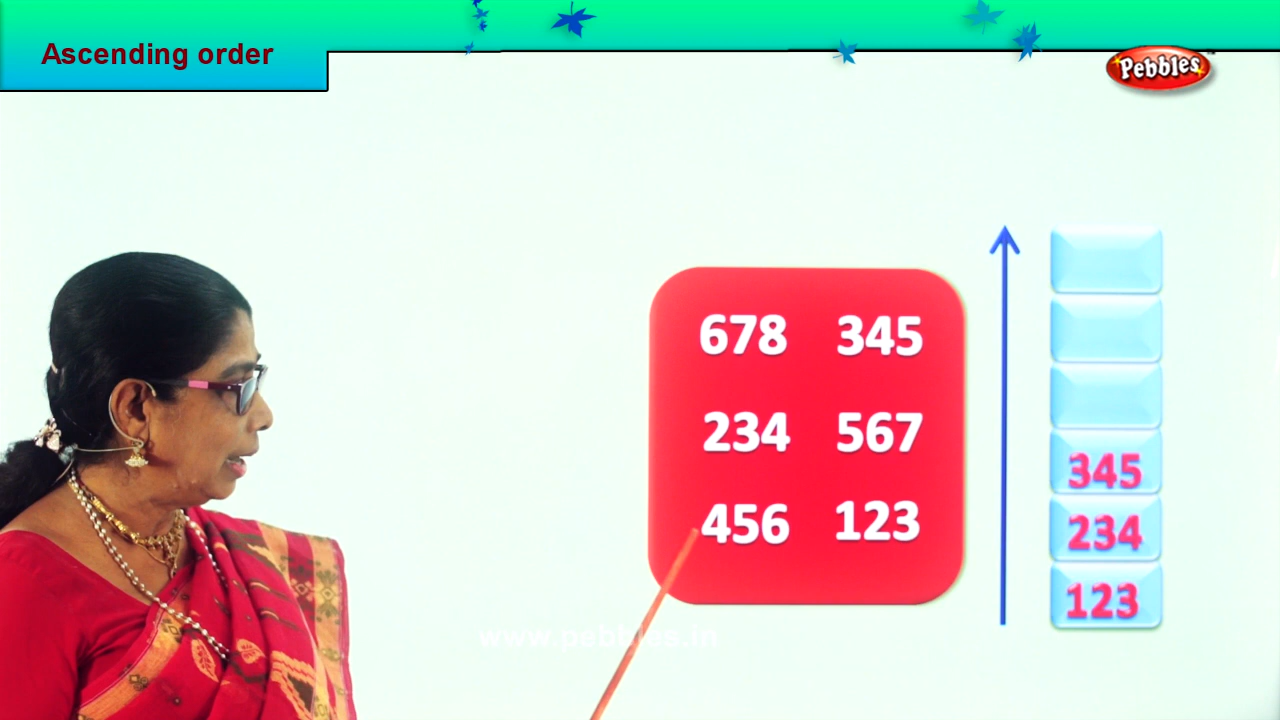 Ascending order
Pebbles
678 345
234 567
456 123
345
234
123
www.pebbles.in